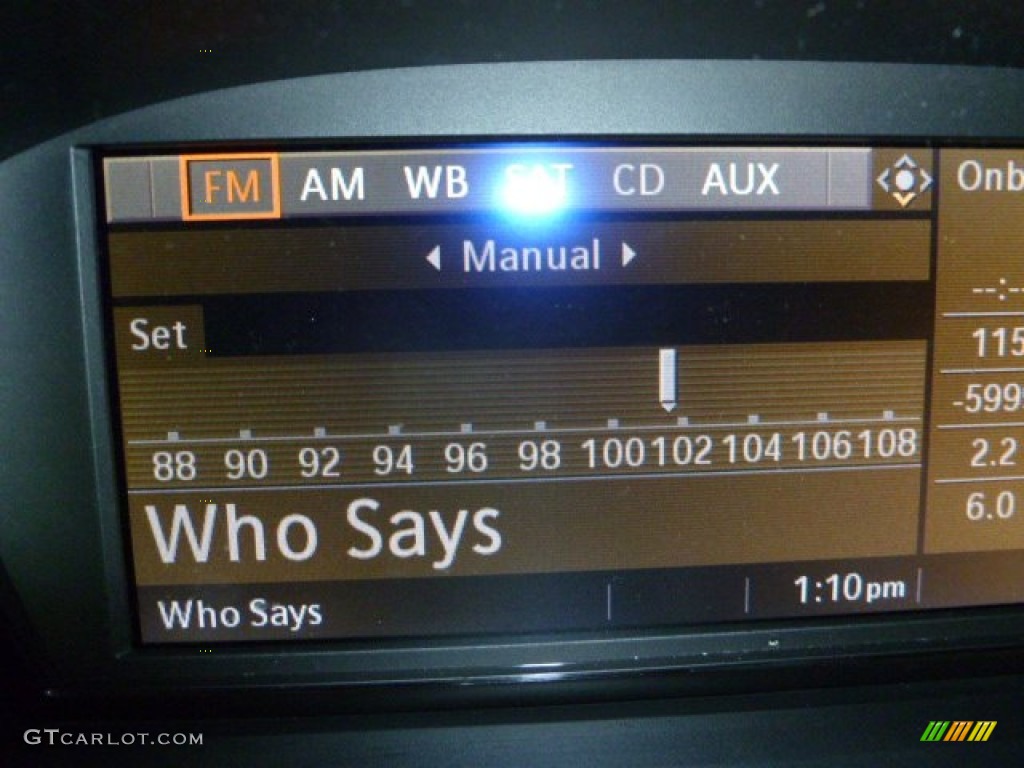 FM AM WB SAT CD AUX
Manual
Set
88 90 92 94 96 98 100 102 104 106 108
Who Says
Who Says
1:10pm
--:--
115
-599
2.2
6.0
GTCARLOT.COM